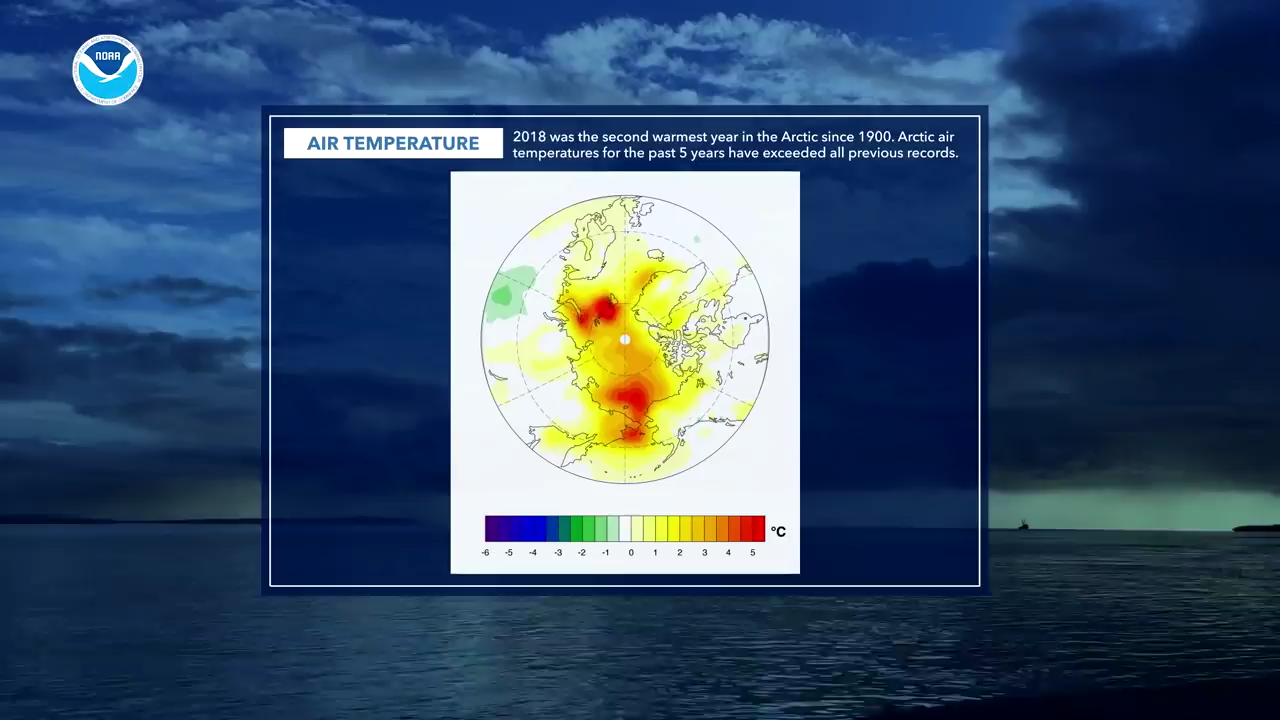 NOAA
AIR TEMPERATURE
2018 was the second warmest year in the Arctic since 1900. Arctic air
temperatures for the past 5 years have exceeded all previous records.
°C
-6 -5 -4 -3 -2 -1 0 1 2 3 4 5